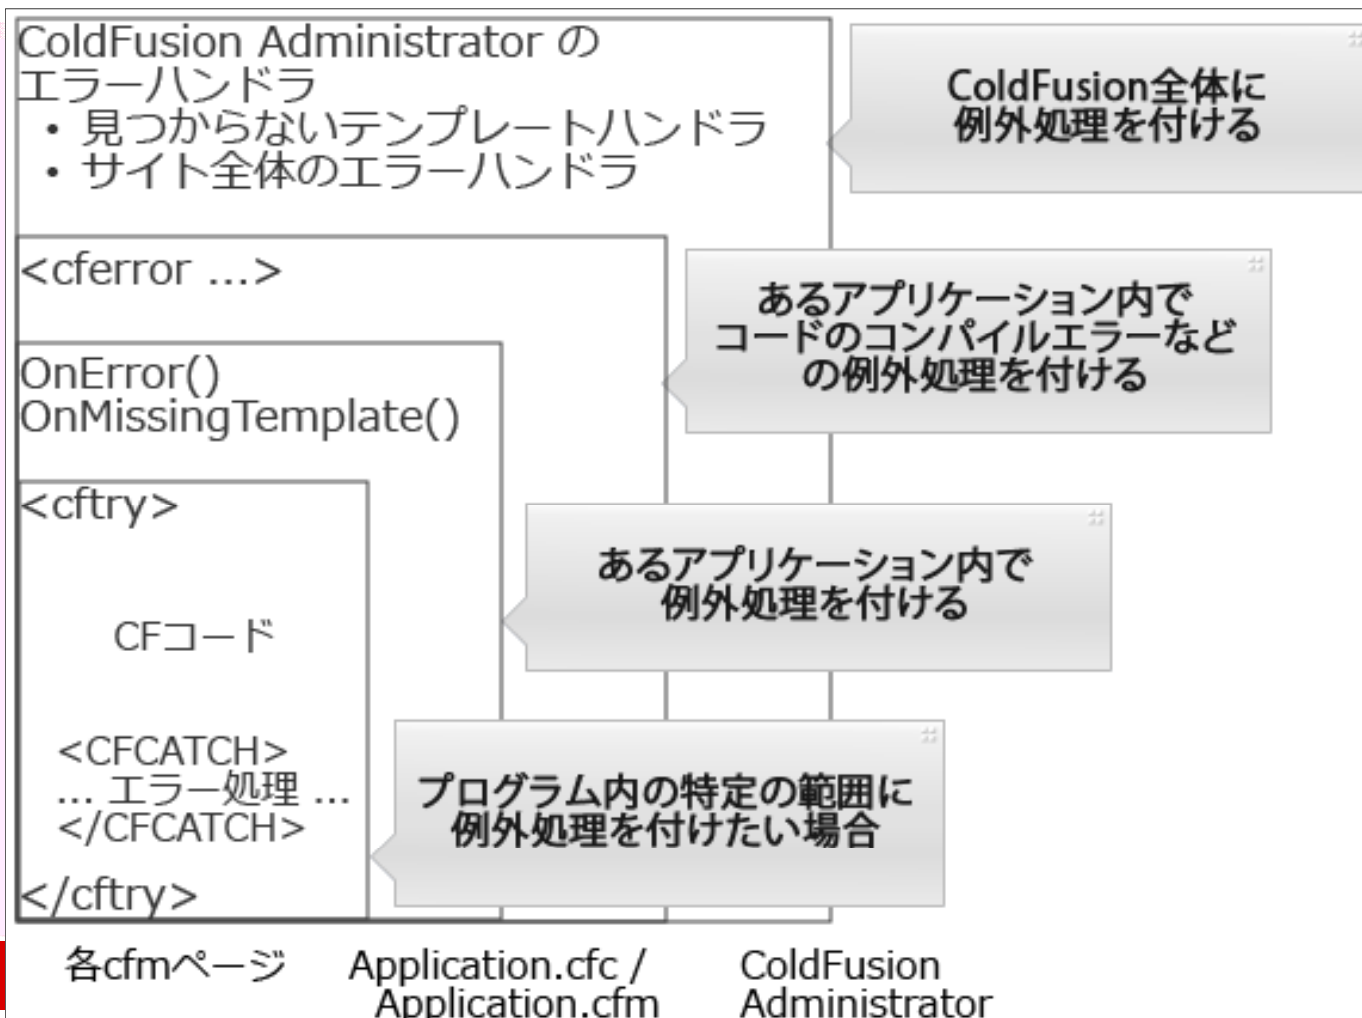 ColdFusion Administrator の
エラーハンドラ
• 見つからないテンプレートハンドラ
• サイト全体のエラーハンドラ
ColdFusion全体に
例外処理を付ける
<cferror ...>
あるアプリケーション内で
コードのコンパイルエラーなど
の例外処理を付ける
OnError()
OnMissingTemplate()
あるアプリケーション内で
例外処理を付ける
<cftry>
CFコード
<CFCATCH>
... エラー処理 ...
</CFCATCH>
</cftry>
プログラム内の特定の範囲に
例外処理を付けたい場合
各cfmページ
Application.cfc /
Application.cfm
ColdFusion
Administrator